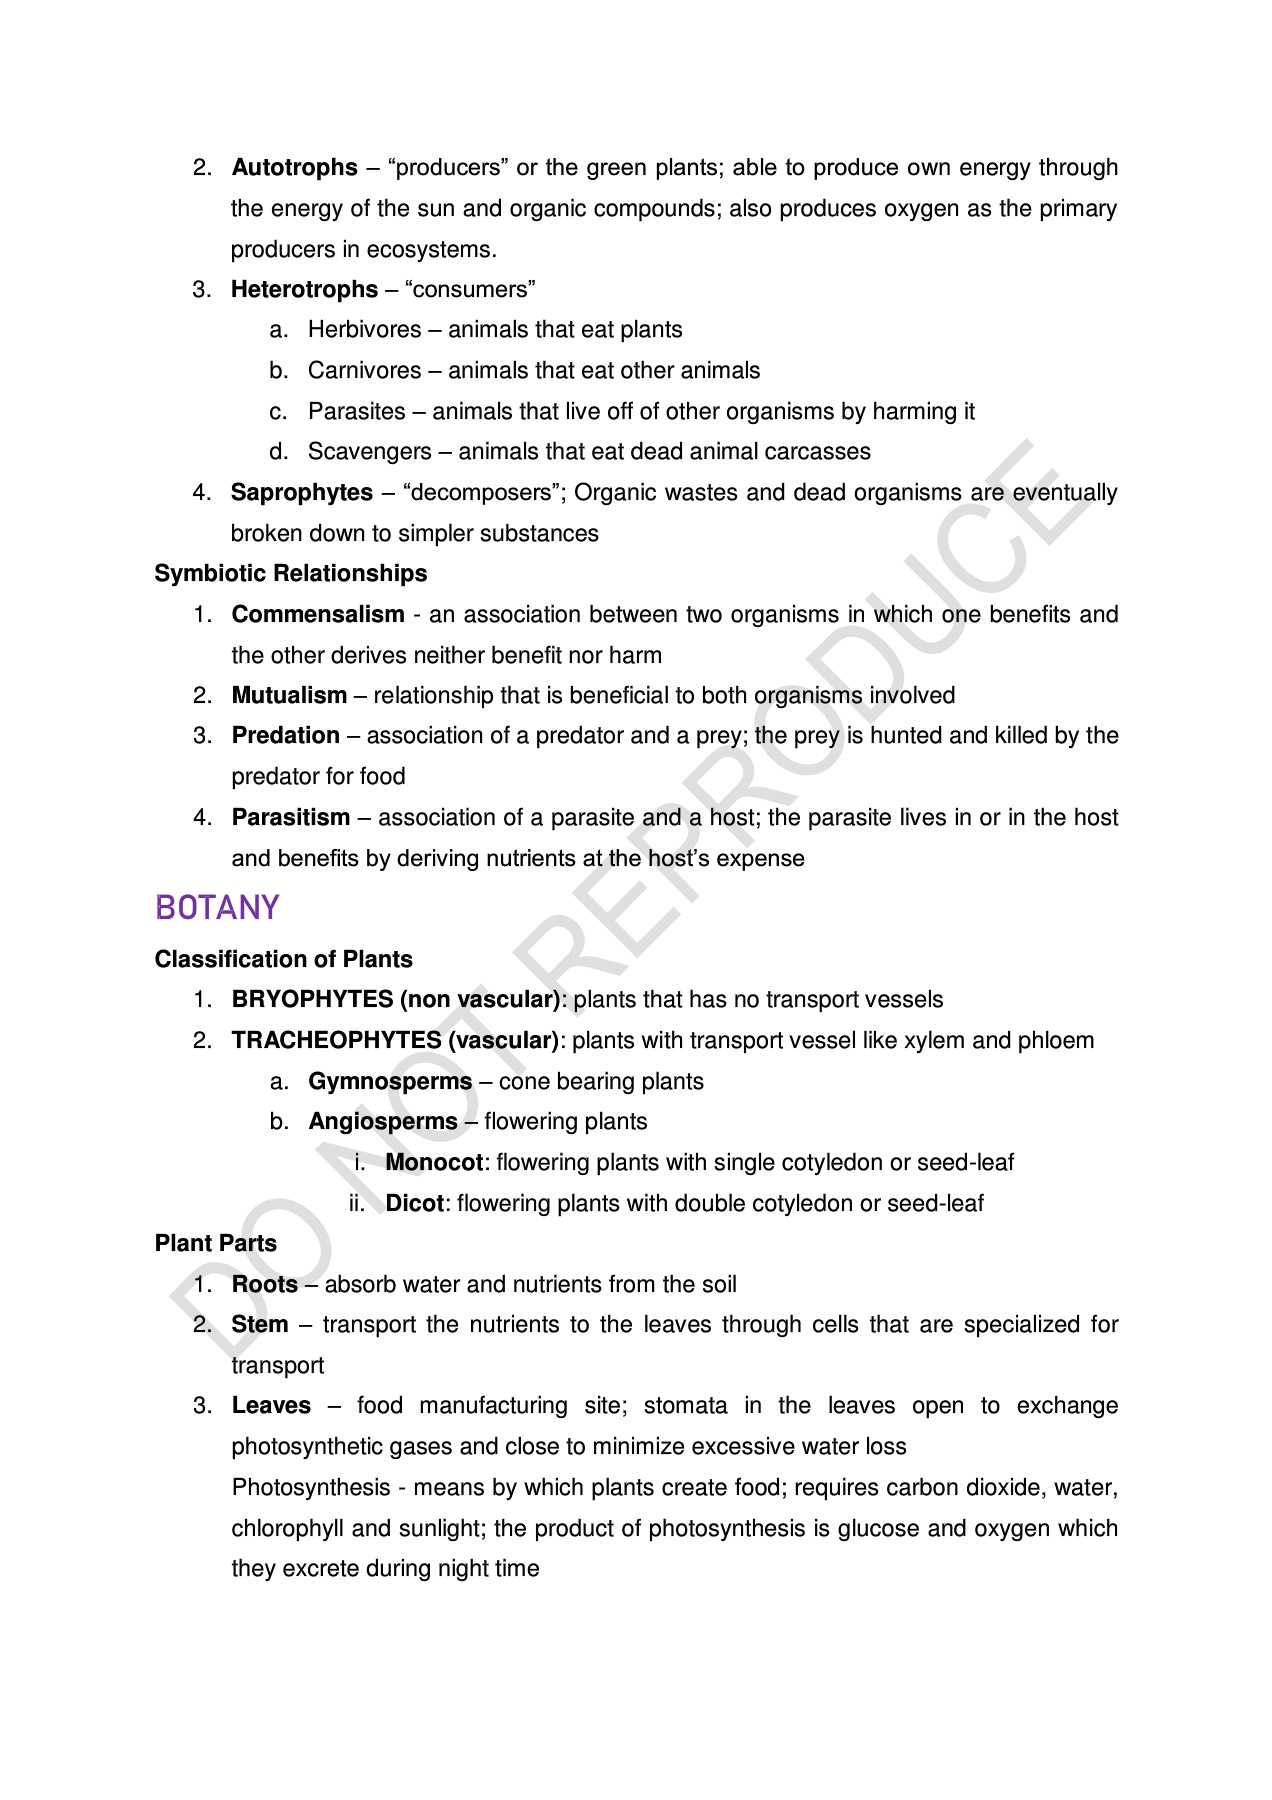 2. Autotrophs – “producers” or the green plants; able to produce own energy through
the energy of the sun and organic compounds; also produces oxygen as the primary
producers in ecosystems.
3. Heterotrophs – “consumers”
a. Herbivores – animals that eat plants
b. Carnivores – animals that eat other animals
c. Parasites – animals that live off of other organisms by harming it
d. Scavengers – animals that eat dead animal carcasses
4. Saprophytes – “decomposers”; Organic wastes and dead organisms are eventually
broken down to simpler substances
Symbiotic Relationships
1. Commensalism - an association between two organisms in which one benefits and
the other derives neither benefit nor harm
2. Mutualism – relationship that is beneficial to both organisms involved
3. Predation – association of a predator and a prey; the prey is hunted and killed by the
predator for food
4. Parasitism – association of a parasite and a host; the parasite lives in or in the host
and benefits by deriving nutrients at the host’s expense
BOTANY
Classification of Plants
1. BRYOPHYTES (non vascular): plants that has no transport vessels
2. TRACHEOPHYTES (vascular): plants with transport vessel like xylem and phloem
a. Gymnosperms – cone bearing plants
b. Angiosperms – flowering plants
i. Monocot: flowering plants with single cotyledon or seed-leaf
ii. Dicot: flowering plants with double cotyledon or seed-leaf
Plant Parts
1. Roots – absorb water and nutrients from the soil
2. Stem – transport the nutrients to the leaves through cells that are specialized for
transport
3. Leaves – food manufacturing site; stomata in the leaves open to exchange
photosynthetic gases and close to minimize excessive water loss
Photosynthesis - means by which plants create food; requires carbon dioxide, water,
chlorophyll and sunlight; the product of photosynthesis is glucose and oxygen which
they excrete during night time
DO NOT REPRODUCE